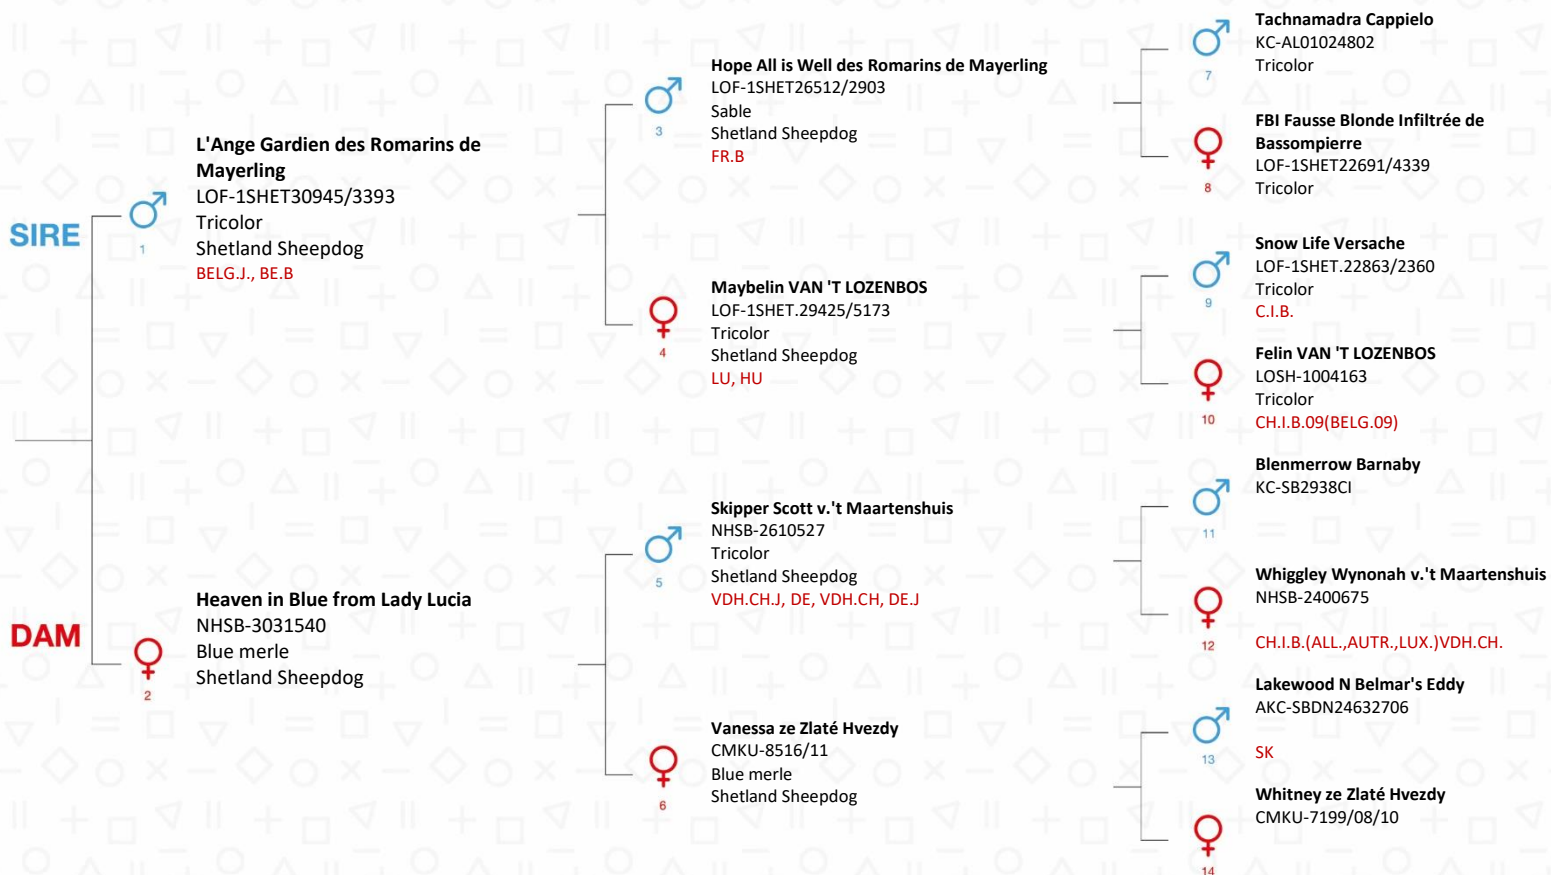 SIRE
1
L'Ange Gardien des Romarins de
Mayerling
LOF-1SHET30945/3393
Tricolor
Shetland Sheepdog
BELG.J., BE.B
DAM
2
Heaven in Blue from Lady Lucia
NHSB-3031540
Blue merle
Shetland Sheepdog
3
Hope All is Well des Romarins de Mayerling
LOF-1SHET26512/2903
Sable
Shetland Sheepdog
FR.B
4
Maybelin VAN 'T LOZENBOS
LOF-1SHET.29425/5173
Tricolor
Shetland Sheepdog
LU, HU
5
Skipper Scott v.'t Maartenshuis
NHSB-2610527
Tricolor
Shetland Sheepdog
VDH.CH.J, DE, VDH.CH, DE.J
6
Vanessa ze Zlaté Hvezdy
CMKU-8516/11
Blue merle
Shetland Sheepdog
7
Tachnamadra Cappielo
KC-AL01024802
Tricolor
8
FBI Fausse Blonde Infiltrée de
Bassompierre
LOF-1SHET22691/4339
Tricolor
9
Snow Life Versache
LOF-1SHET.22863/2360
Tricolor
C.I.B.
10
Felin VAN 'T LOZENBOS
LOSH-1004163
Tricolor
CH.I.B.09(BELG.09)
11
Blenmerrow Barnaby
KC-SB2938CI
12
Whiggley Wynonah v.'t Maartenshuis
NHSB-2400675
CH.I.B.(ALL.,AUTR.,LUX.)VDH.CH.
13
Lakewood N Belmar's Eddy
AKC-SBDN24632706
SK
14
Whitney ze Zlaté Hvezdy
CMKU-7199/08/10